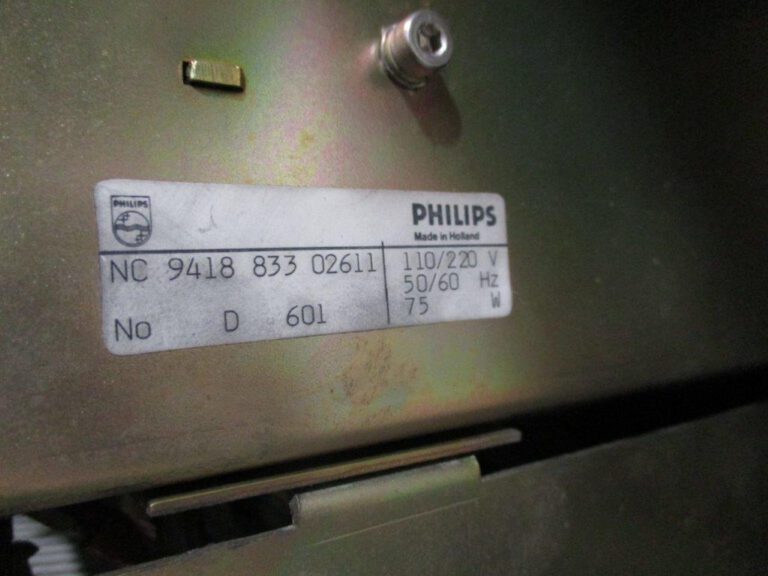 PHILIPS
PHILIPS
Made in Holland
NC 9418 833 02611
110/220 V
50/60 Hz
No D 601
75 W